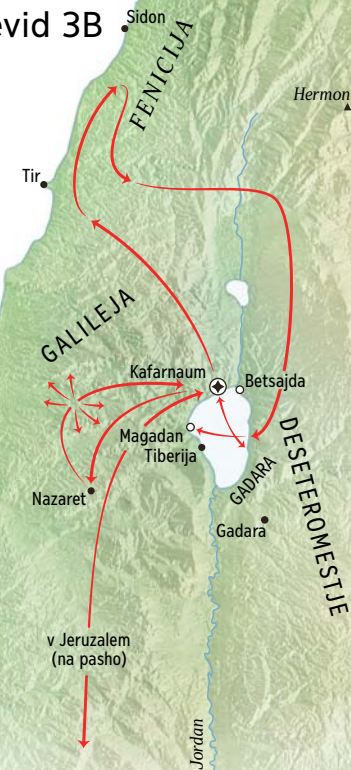 evid 3B
Sidon
FENICIJA
Hermon
Tir
GALILEJA
Kafarnaum
Betsajda
Magadan
Tiberija
DESETEROMESTJE
GADARA
Nazaret
Gadara
v Jeruzalem
(na pasho)
Jordan